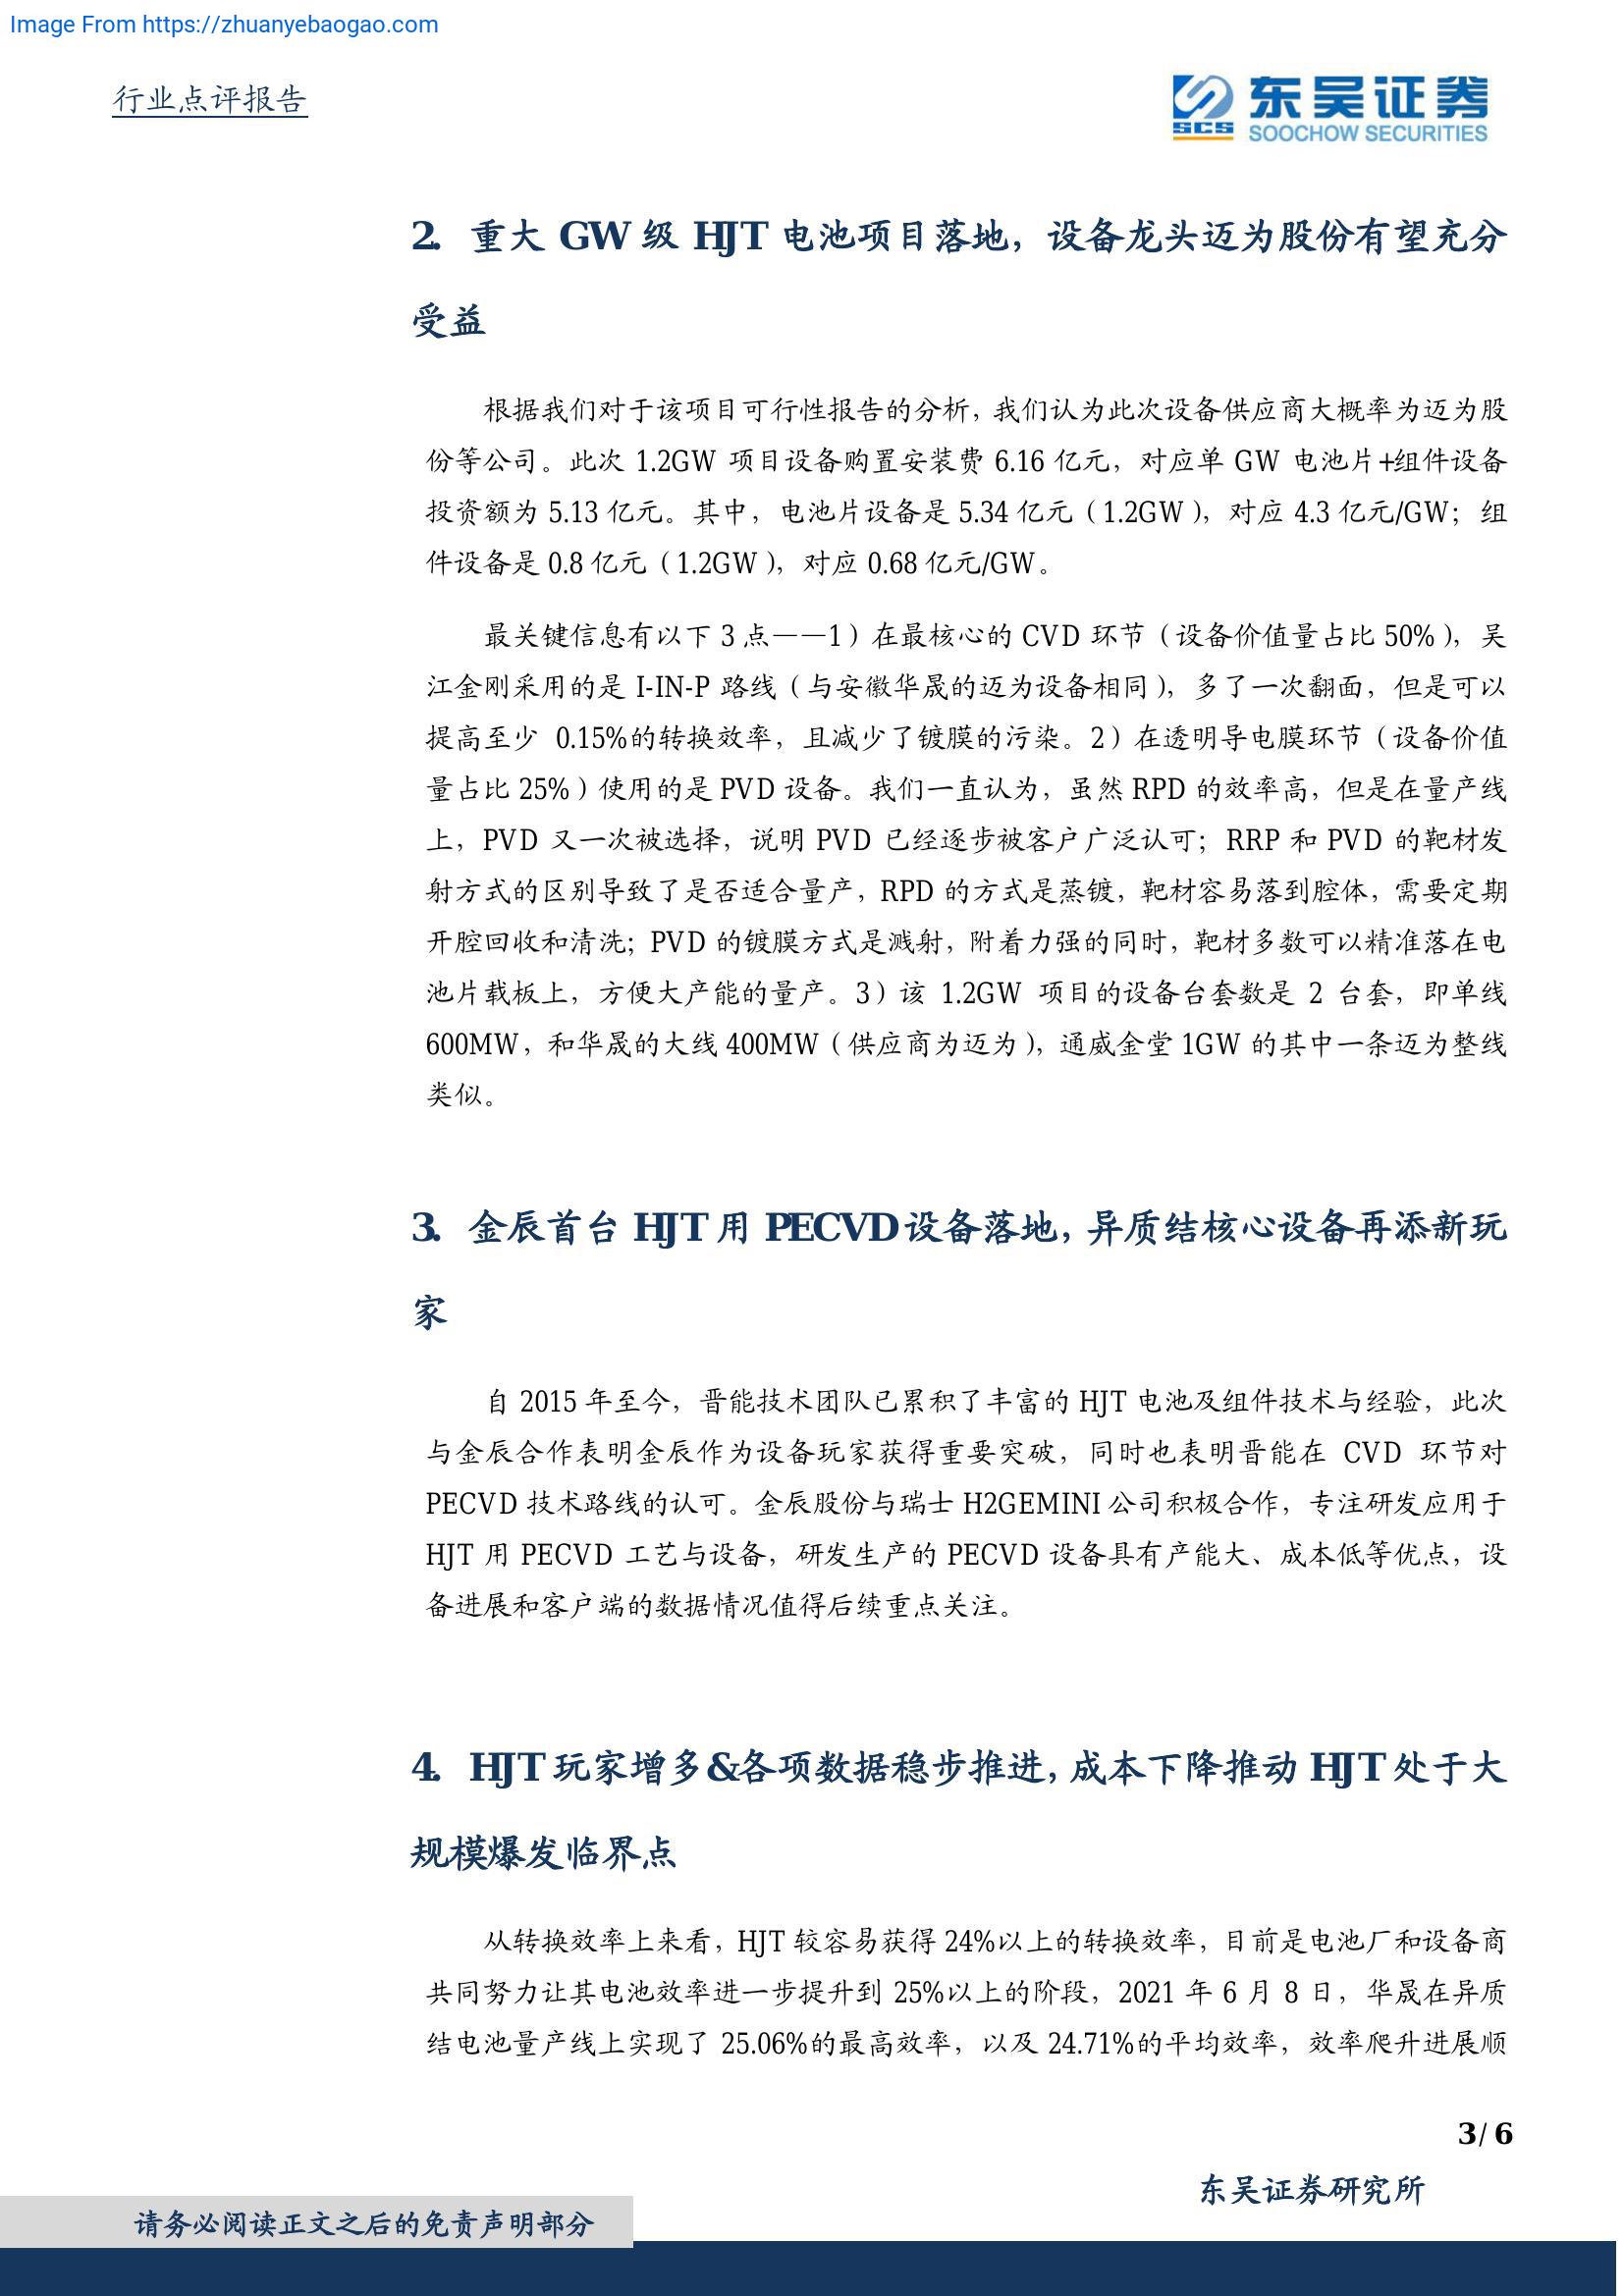 Image From https://zhuanyebaogao.com
行业点评报告
SCS 东吴证券
SOOCHOW SECURITIES
2. 重大 GW 级 HJT 电池项目落地，设备龙头迈为股份有望充分
受益
根据我们对于该项目可行性报告的分析，我们认为此次设备供应商大概率为迈为股
份等公司。此次 1.2GW 项目设备购置安装费 6.16 亿元，对应单 GW 电池片+组件设备
投资额为 5.13 亿元。其中，电池片设备是 5.34 亿元（1.2GW），对应 4.3 亿元/GW；组
件设备是 0.8 亿元（1.2GW），对应 0.68 亿元/GW。
最关键信息有以下 3 点——1）在最核心的 CVD 环节（设备价值量占比 50%），吴
江金刚采用的是 I-IN-P 路线（与安徽华晟的迈为设备相同），多了一次翻面，但是可以
提高至少 0.15%的转换效率，且减少了镀膜的污染。2）在透明导电膜环节（设备价值
量占比 25%）使用的是 PVD 设备。我们一直认为，虽然 RPD 的效率高，但是在量产线
上，PVD 又一次被选择，说明 PVD 已经逐步被客户广泛认可；RRP 和 PVD 的靶材发
射方式的区别导致了是否适合量产，RPD 的方式是蒸镀，靶材容易落到腔体，需要定期
开腔回收和清洗；PVD 的镀膜方式是溅射，附着力强的同时，靶材多数可以精准落在电
池片载板上，方便大产能的量产。3）该 1.2GW 项目的设备台套数是 2 台套，即单线
600MW，和华晟的大线 400MW（供应商为迈为），通威金堂 1GW 的其中一条迈为整线
类似。
3. 金辰首台 HJT 用 PECVD 设备落地，异质结核心设备再添新玩
家
自 2015 年至今，晋能技术团队已累积了丰富的 HJT 电池及组件技术与经验，此次
与金辰合作表明金辰作为设备玩家获得重要突破，同时也表明晋能在 CVD 环节对
PECVD 技术路线的认可。金辰股份与瑞士 H2GEMINI 公司积极合作，专注研发应用于
HJT 用 PECVD 工艺与设备，研发生产的 PECVD 设备具有产能大、成本低等优点，设
备进展和客户端的数据情况值得后续重点关注。
4. HJT 玩家增多&各项数据稳步推进，成本下降推动 HJT 处于大
规模爆发临界点
从转换效率上来看，HJT 较容易获得 24%以上的转换效率，目前是电池厂和设备商
共同努力让其电池效率进一步提升到 25%以上的阶段，2021 年 6 月 8 日，华晟在异质
结电池量产线上实现了 25.06%的最高效率，以及 24.71%的平均效率，效率爬升进展顺
3 / 6
东吴证券研究所
请务必阅读正文之后的免责声明部分